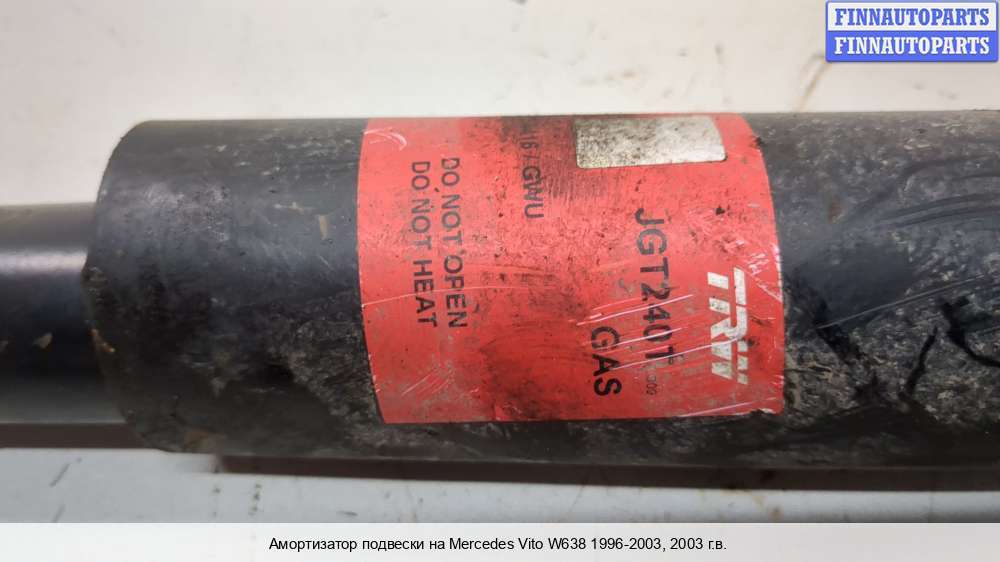 FINNAUTOPARTS
FINNAUTOPARTS
TRW
JGT240T
GAS
GWU
DO NOT OPEN
DO NOT HEAT
Амортизатор подвески на Mercedes Vito W638 1996-2003, 2003 г.в.